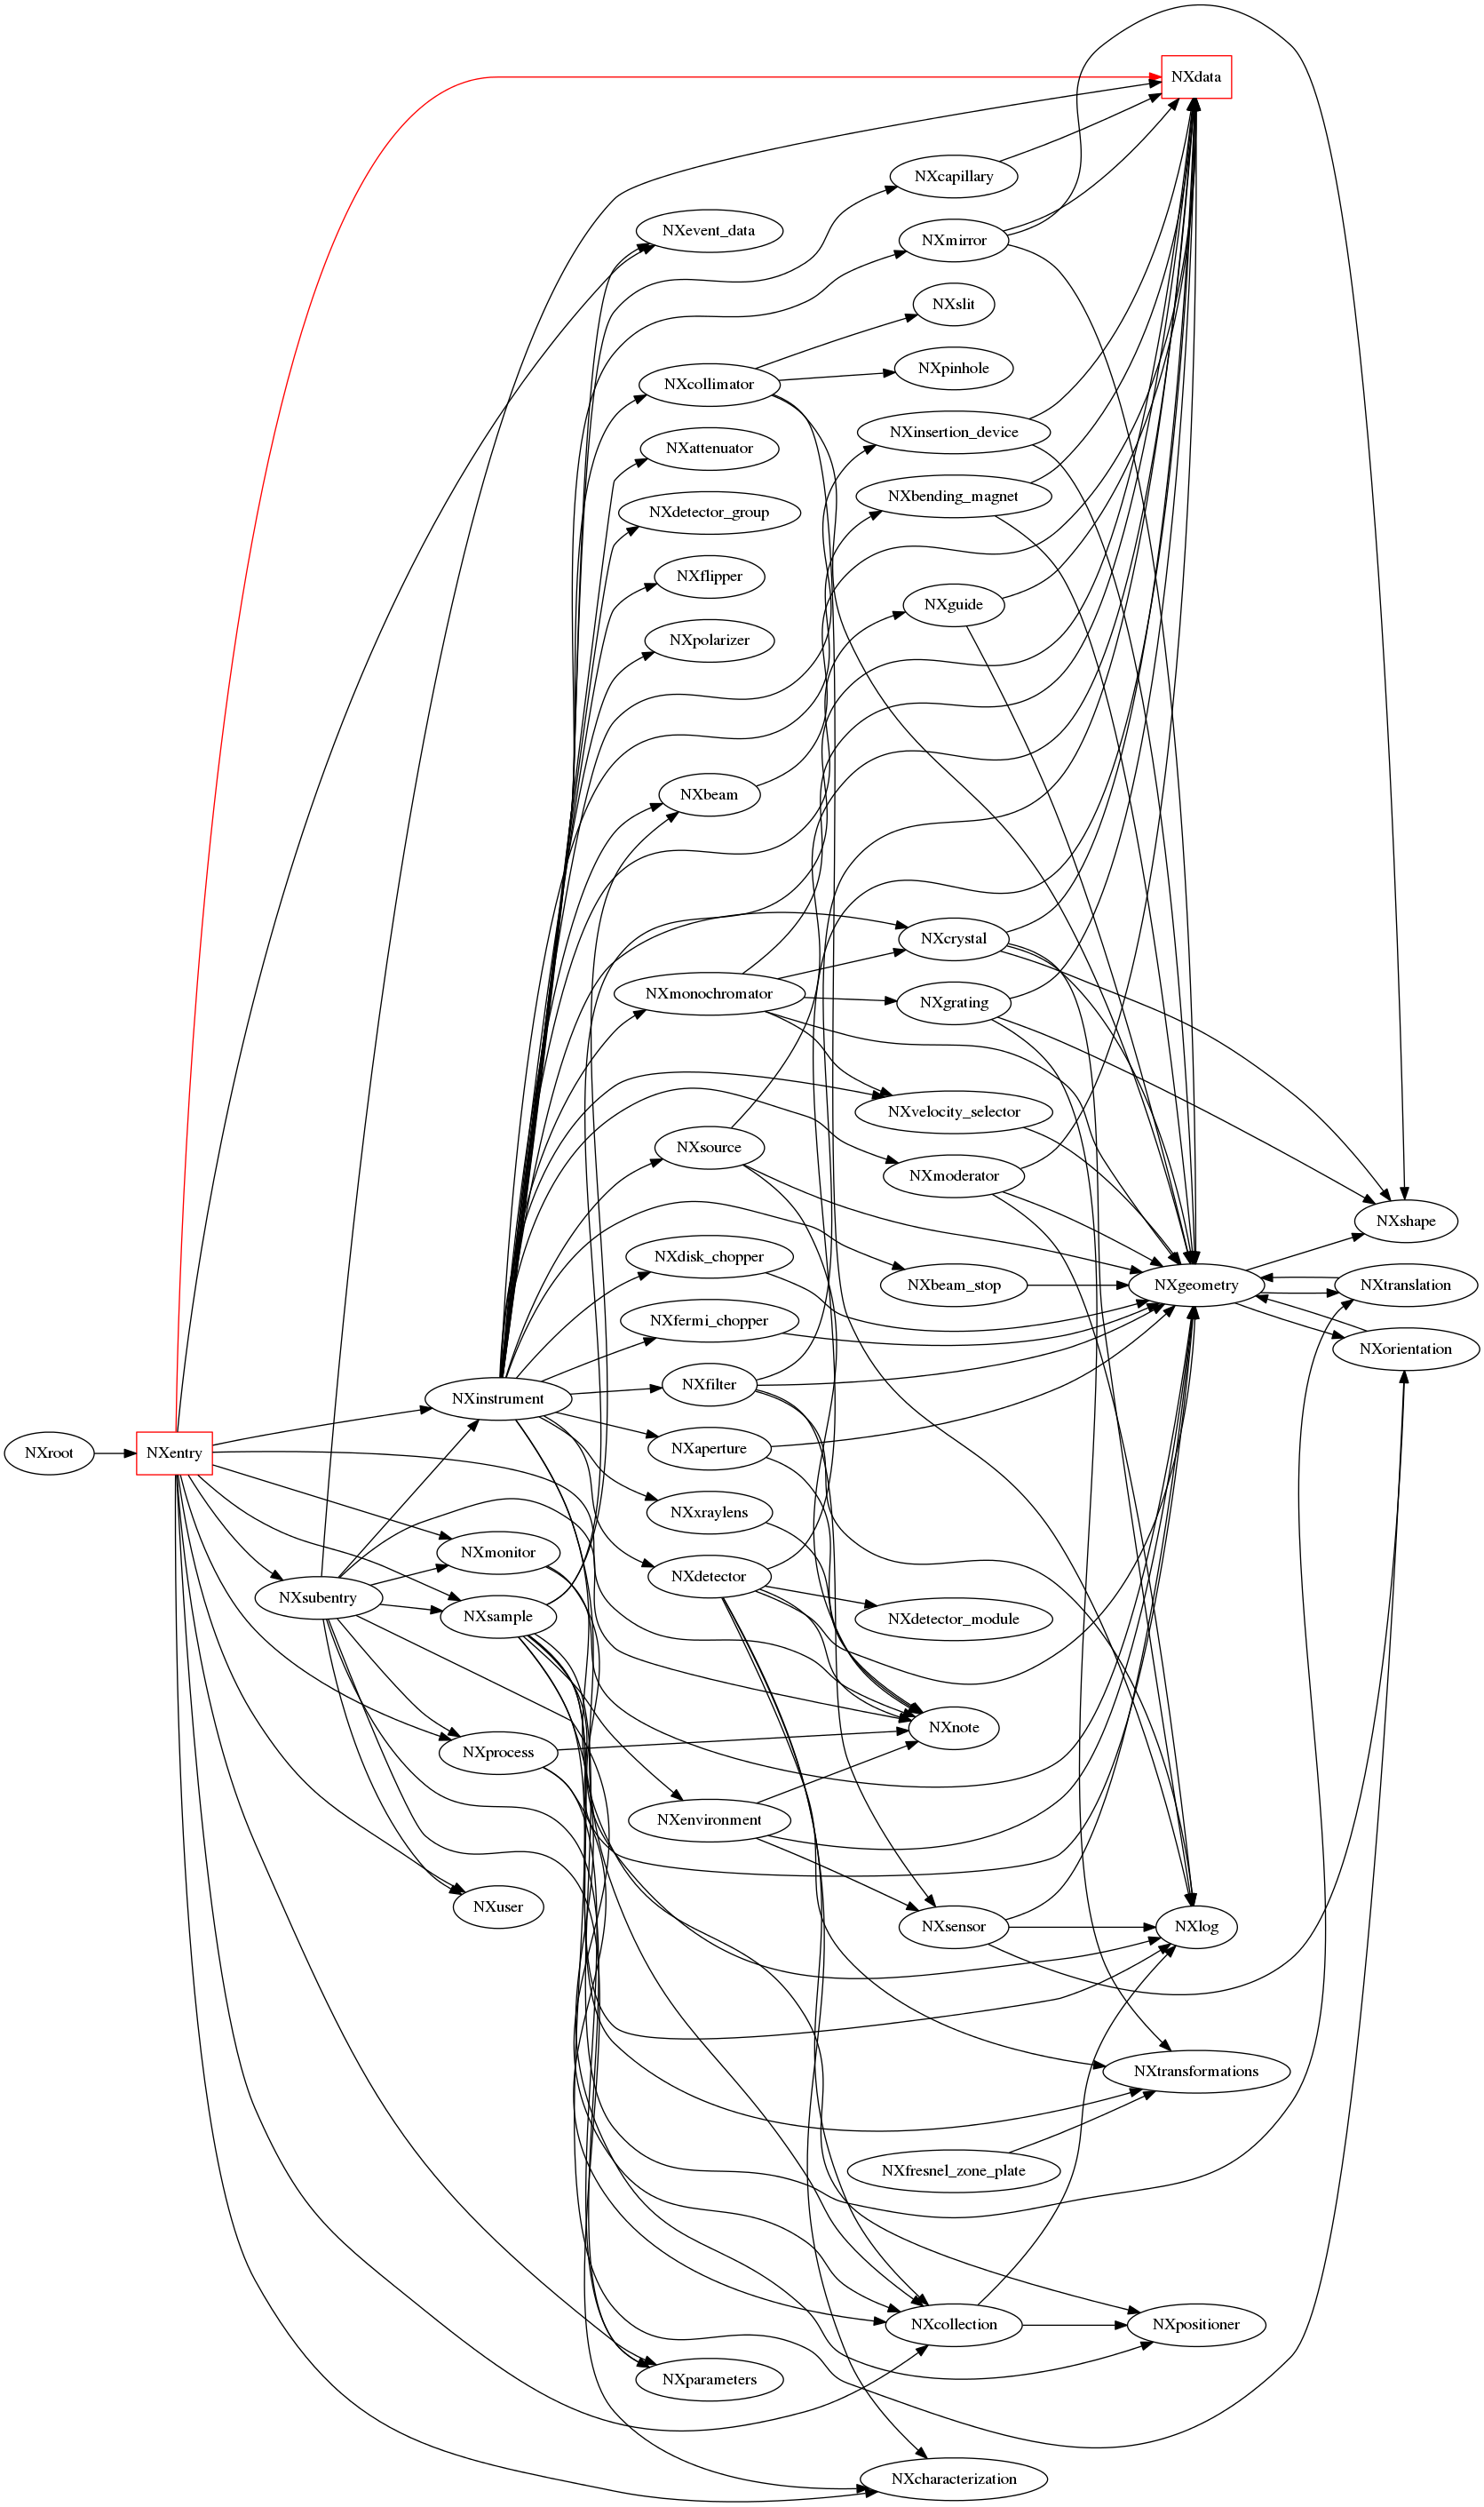 NXdata
NXcapillary
NXevent_data
NXmirror
NXslit
NXpinhole
NXcollimator
NXinsertion_device
NXattenuator
NXbending_magnet
NXdetector_group
NXflipper
NXguide
NXpolarizer
NXbeam
NXcrystal
NXmonochromator
NXgrating
NXvelocity_selector
NXsource
NXmoderator
NXshape
NXdisk_chopper
NXbeam_stop
NXgeometry
NXtranslation
NXfermi_chopper
NXorientation
NXfilter
NXinstrument
NXaperture
NXroot
NXentry
NXxraylens
NXmonitor
NXdetector
NXsubentry
NXsample
NXdetector_module
NXnote
NXprocess
NXenvironment
NXuser
NXsensor
NXlog
NXtransformations
NXfresnel_zone_plate
NXcollection
NXpositioner
NXparameters
NXcharacterization